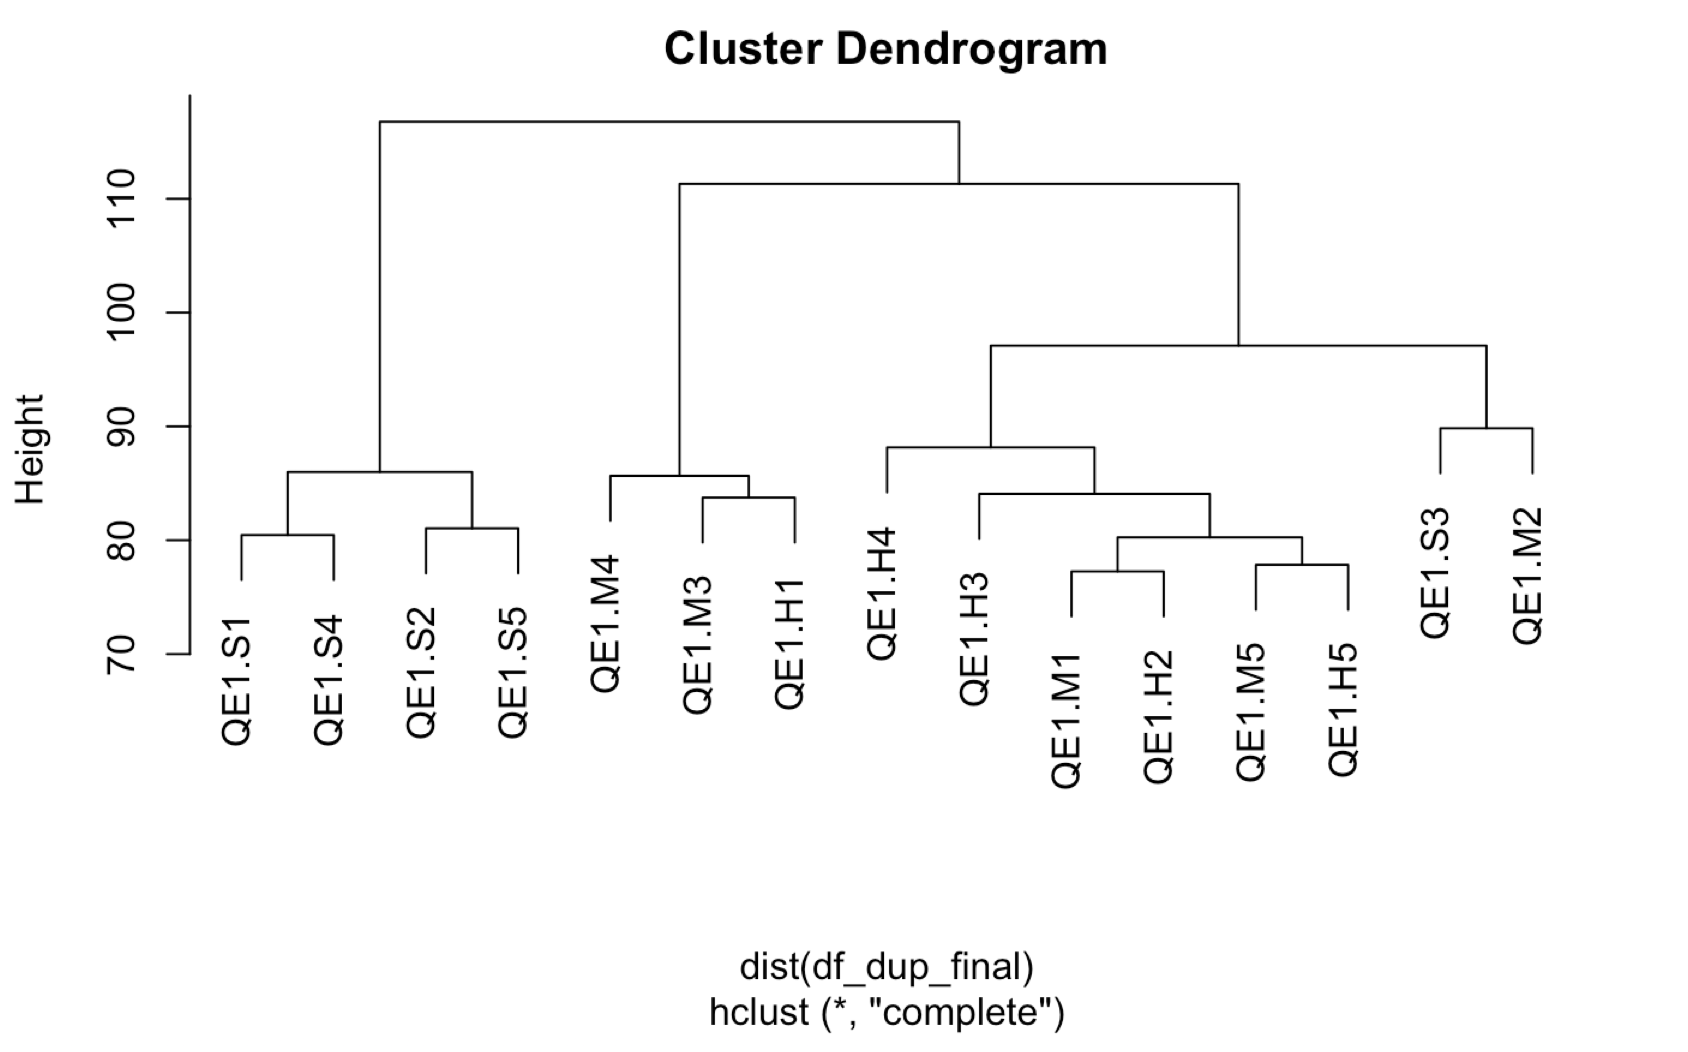 Cluster Dendrogram
Height
110
100
90
80
70
QE1.S1
QE1.S4
QE1.S2
QE1.S5
QE1.M4
QE1.M3
QE1.H1
QE1.H4
QE1.H3
QE1.M1
QE1.H2
QE1.M5
QE1.H5
QE1.S3
QE1.M2
dist(df_dup_final)
hclust (*, "complete")